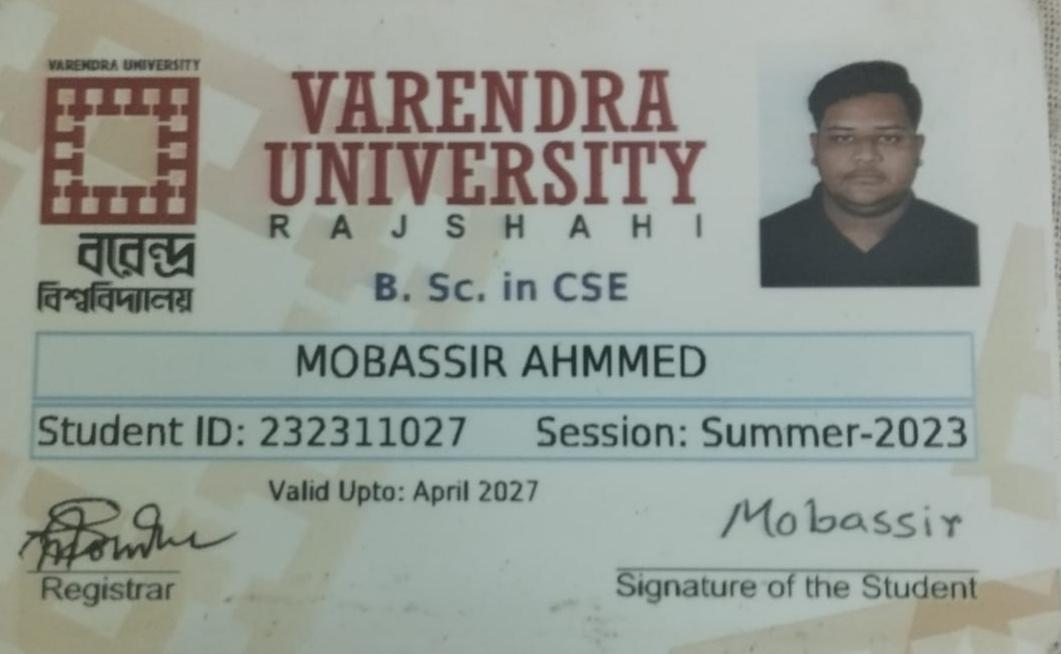 VARENDRA UNIVERSITY
বরেন্দ্র
বিশ্ববিদ্যালয়
VARENDRA
UNIVERSITY
RAJSHAHI
B. Sc. in CSE
MOBASSIR AHMMED
Student ID: 232311027 Session: Summer-2023
Valid Upto: April 2027
Mobassir
Registrar
Signature of the Student